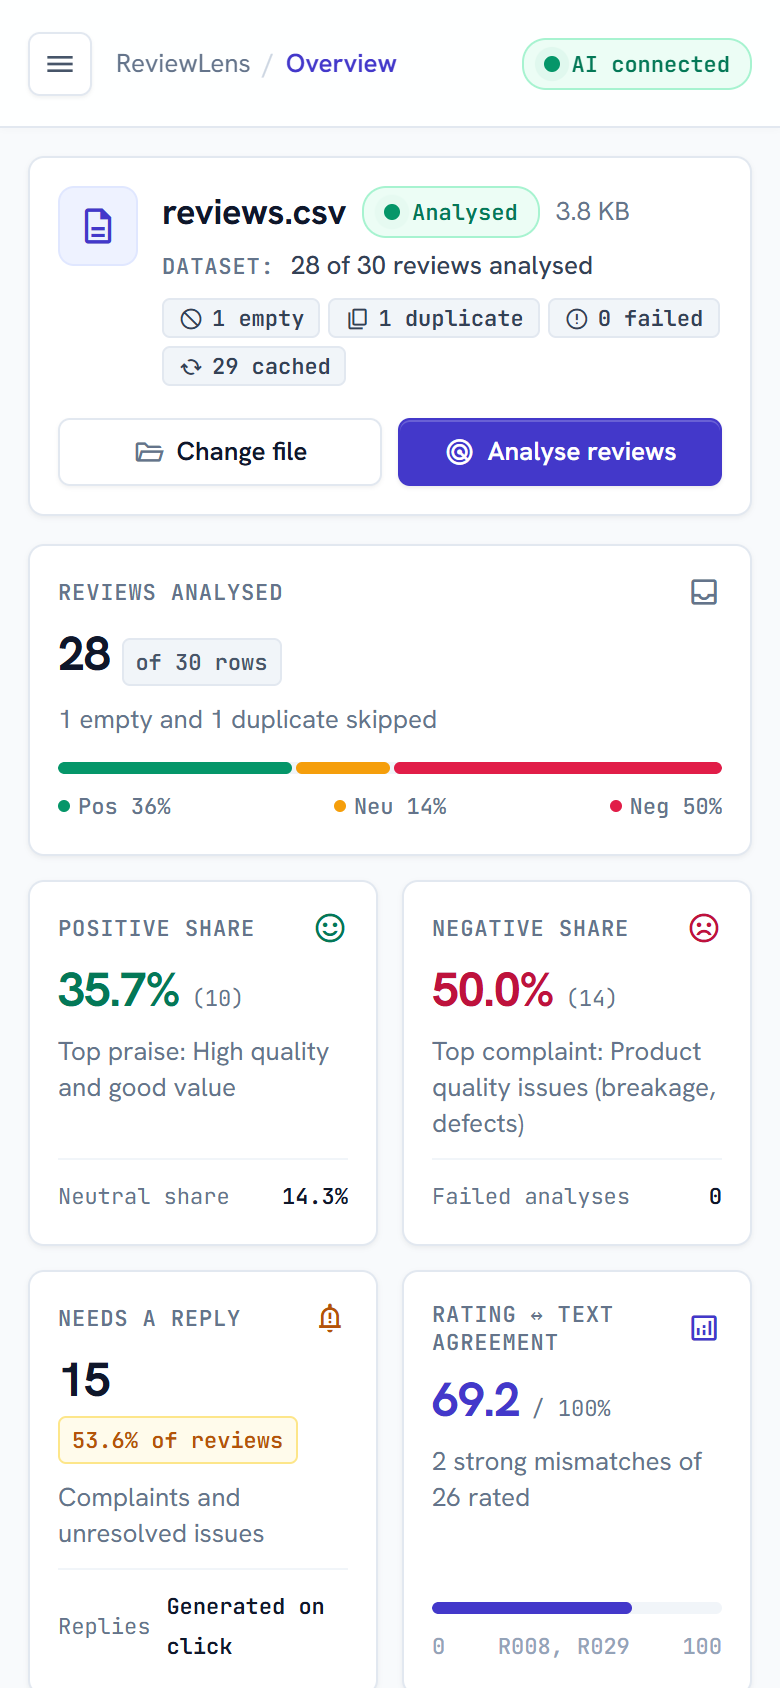 ReviewLens / Overview
AI connected
reviews.csv
Analysed
3.8 KB
DATASET: 28 of 30 reviews analysed
1 empty
1 duplicate
0 failed
29 cached
Change file
Analyse reviews
REVIEWS ANALYSED
28 of 30 rows
1 empty and 1 duplicate skipped
Pos 36%
Neu 14%
Neg 50%
POSITIVE SHARE
35.7% (10)
Top praise: High quality
and good value
Neutral share 14.3%
NEGATIVE SHARE
50.0% (14)
Top complaint: Product
quality issues (breakage,
defects)
Failed analyses 0
NEEDS A REPLY
15
53.6% of reviews
Complaints and
unresolved issues
Replies Generated on
click
RATING ↔ TEXT
AGREEMENT
69.2 / 100%
2 strong mismatches of
26 rated
0 R008, R029 100